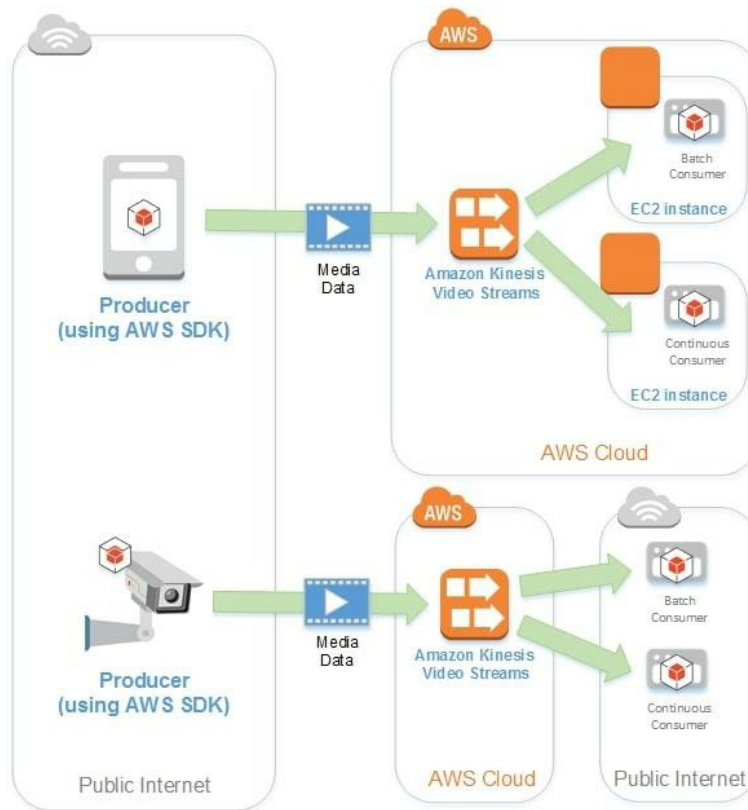 AWS
Batch
Consumer
EC2 instance
Producer
(using AWS SDK)
Media
Data
Amazon Kinesis
Video Streams
Continuous
Consumer
EC2 instance
AWS Cloud
AWS
Batch
Consumer
Producer
(using AWS SDK)
Media
Data
Amazon Kinesis
Video Streams
Continuous
Consumer
Public Internet
AWS Cloud
Public Internet